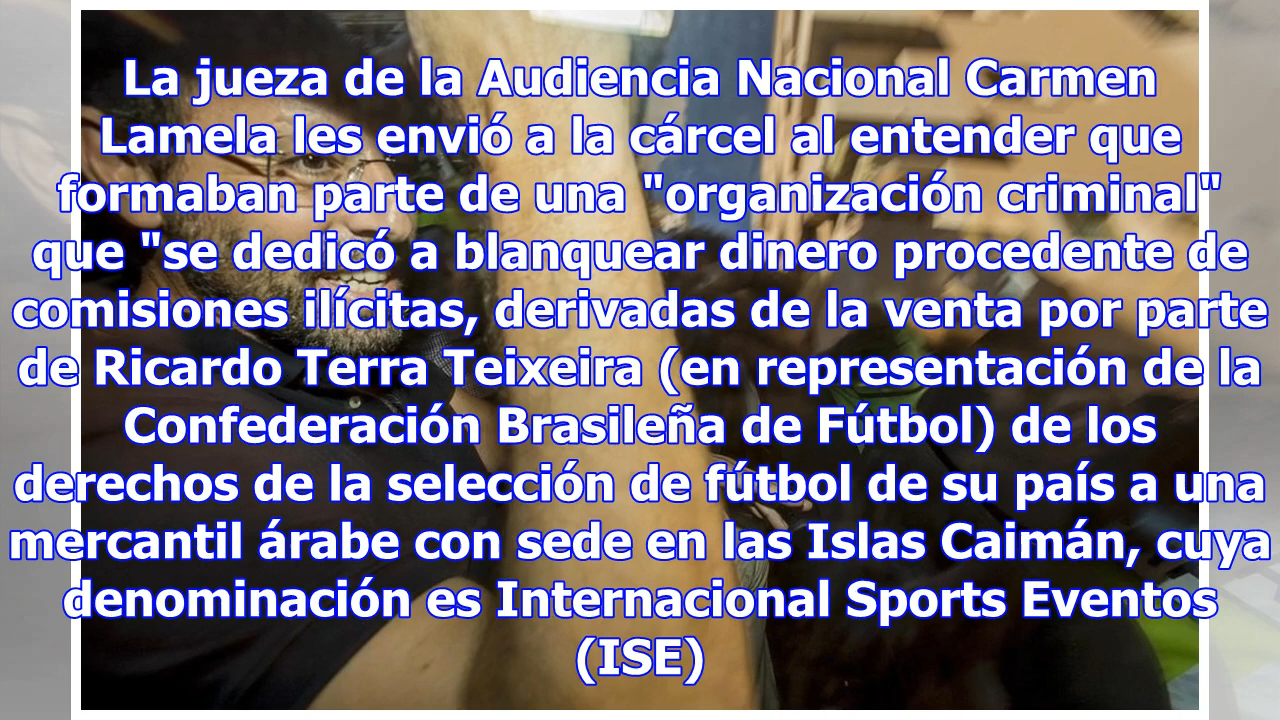 La jueza de la Audiencia Nacional Carmen
Lamela les envió a la cárcel al entender que
formaban parte de una "organización criminal"
que "se dedicó a blanquear dinero procedente de
comisiones ilícitas, derivadas de la venta por parte
de Ricardo Terra Teixeira (en representación de la
Confederación Brasileña de Fútbol) de los
derechos de la selección de fútbol de su país a una
mercantil árabe con sede en las Islas Caimán, cuya
denominación es Internacional Sports Eventos
(ISE)